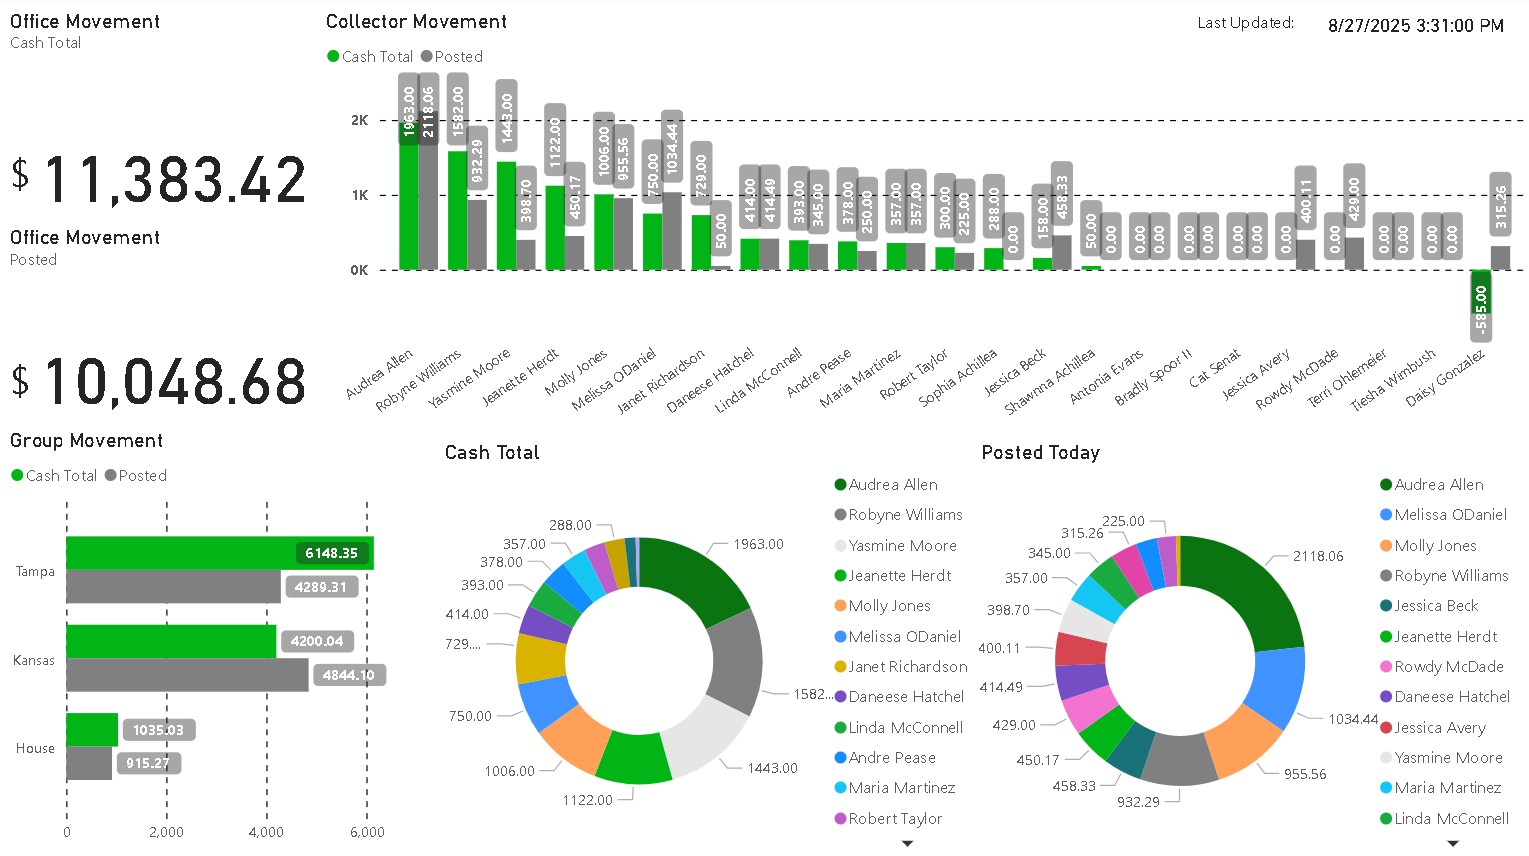 Office Movement
Cash Total
$ 11,383.42
Office Movement
Posted
$ 10,048.68
Collector Movement
Last Updated: 8/27/2025 3:31:00 PM
Cash Total Posted
2K
1K
0K
1963.00 2118.06 1582.00 932.29 1443.00 398.70 1122.00 450.17 1006.00 955.56 750.00 1034.44 729.00 50.00 414.00 414.49 393.00 345.00 378.00 250.00 357.00 357.00 300.00 225.00 288.00 0.00 158.00 458.33 50.00 0.00 0.00 0.00 0.00 0.00 0.00 0.00 0.00 400.11 0.00 429.00 0.00 0.00 0.00 0.00 -585.00 315.26
Audrea Allen
Robyne Williams
Yasmine Moore
Jeanette Herdt
Molly Jones
Melissa ODaniel
Janet Richardson
Daneese Hatchel
Linda McConnell
Andre Pease
Maria Martinez
Robert Taylor
Sophia Achillea
Jessica Beck
Shawnna Achillea
Antonia Evans
Bradly Spoor II
Cat Senat
Jessica Avery
Rowdy McDade
Terri Ohlemeier
Tiesha Wimbush
Daisy Gonzalez
Group Movement
Cash Total Posted
Tampa
6148.35
4289.31
Kansas
4200.04
4844.10
House
1035.03
915.27
0 2,000 4,000 6,000
Cash Total
1963.00
1582...
1443.00
1122.00
1006.00
750.00
729....
414.00
393.00
378.00
357.00
288.00
Audrea Allen
Robyne Williams
Yasmine Moore
Jeanette Herdt
Molly Jones
Melissa ODaniel
Janet Richardson
Daneese Hatchel
Linda McConnell
Andre Pease
Maria Martinez
Robert Taylor
Posted Today
2118.06
1034.44
955.56
932.29
458.33
450.17
429.00
414.49
400.11
398.70
357.00
345.00
315.26
225.00
Audrea Allen
Melissa ODaniel
Molly Jones
Robyne Williams
Jessica Beck
Jeanette Herdt
Rowdy McDade
Daneese Hatchel
Jessica Avery
Yasmine Moore
Maria Martinez
Linda McConnell